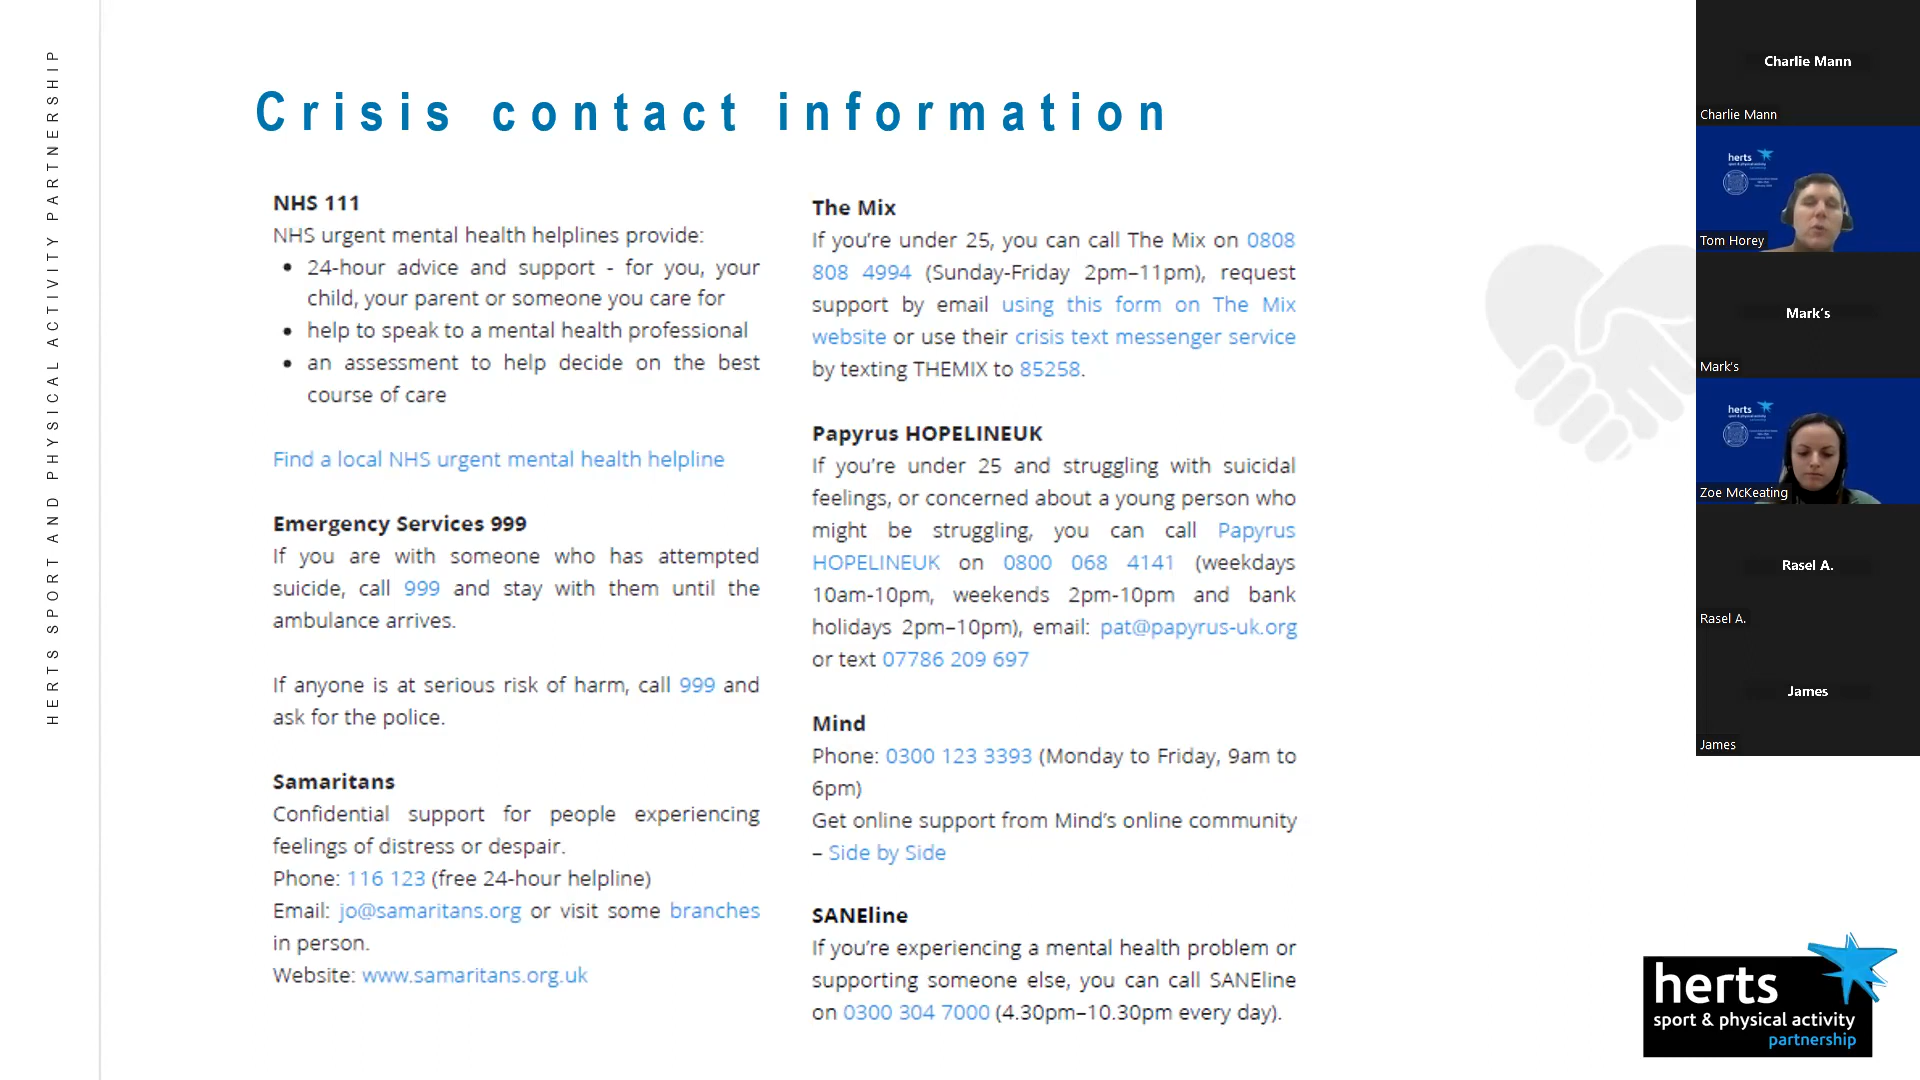 HERTS SPORT AND PHYSICAL ACTIVITY PARTNERSHIP
Crisis contact information
NHS 111
NHS urgent mental health helplines provide:
• 24-hour advice and support - for you, your
child, your parent or someone you care for
• help to speak to a mental health professional
• an assessment to help decide on the best
course of care
Find a local NHS urgent mental health helpline
Emergency Services 999
If you are with someone who has attempted
suicide, call 999 and stay with them until the
ambulance arrives.
If anyone is at serious risk of harm, call 999 and
ask for the police.
Samaritans
Confidential support for people experiencing
feelings of distress or despair.
Phone: 116 123 (free 24-hour helpline)
Email: jo@samaritans.org or visit some branches
in person.
Website: www.samaritans.org.uk
The Mix
If you’re under 25, you can call The Mix on 0808
808 4994 (Sunday-Friday 2pm–11pm), request
support by email using this form on The Mix
website or use their crisis text messenger service
by texting THEMIX to 85258.
Papyrus HOPELINEUK
If you’re under 25 and struggling with suicidal
feelings, or concerned about a young person who
might be struggling, you can call Papyrus
HOPELINEUK on 0800 068 4141 (weekdays
10am-10pm, weekends 2pm-10pm and bank
holidays 2pm–10pm), email: pat@papyrus-uk.org
or text 07786 209 697
Mind
Phone: 0300 123 3393 (Monday to Friday, 9am to
6pm)
Get online support from Mind’s online community
– Side by Side
SANEline
If you’re experiencing a mental health problem or
supporting someone else, you can call SANEline
on 0300 304 7000 (4.30pm–10.30pm every day).
Charlie Mann
Charlie Mann
herts
sport & physical activity
Tom Horey
Mark's
Mark's
herts
sport & physical activity
Zoe McKeating
Rasel A.
Rasel A.
James
James
herts
sport & physical activity
partnership